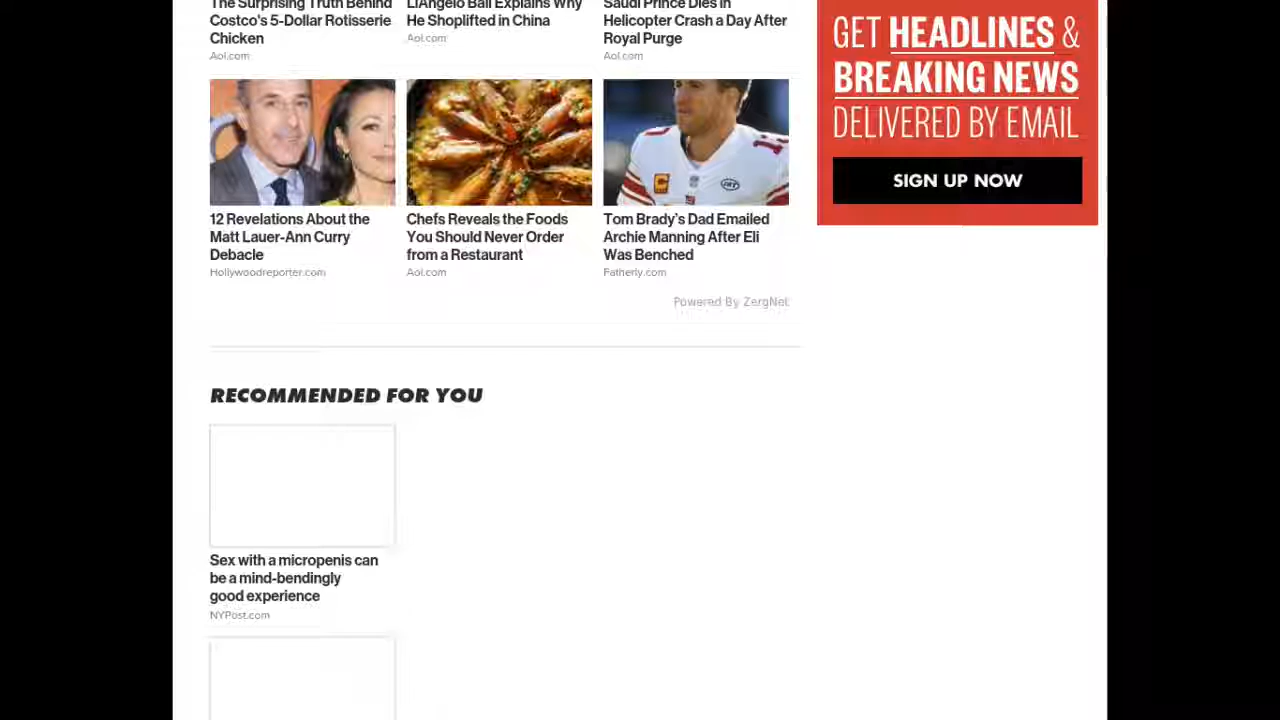 The Surprising Truth Behind
Costco's 5-Dollar Rotisserie
Chicken
Aol.com
LiAngelo Ball Explains Why
He Shoplifted in China
Aol.com
Saudi Prince Dies in
Helicopter Crash a Day After
Royal Purge
Aol.com
12 Revelations About the
Matt Lauer-Ann Curry
Debacle
Hollywoodreporter.com
Chefs Reveals the Foods
You Should Never Order
from a Restaurant
Aol.com
Tom Brady's Dad Emailed
Archie Manning After Eli
Was Benched
Fatherly.com
Powered By ZergNet
GET HEADLINES &
BREAKING NEWS
DELIVERED BY EMAIL
SIGN UP NOW
RECOMMENDED FOR YOU
Sex with a micropenis can
be a mind-bendingly
good experience
NYPost.com